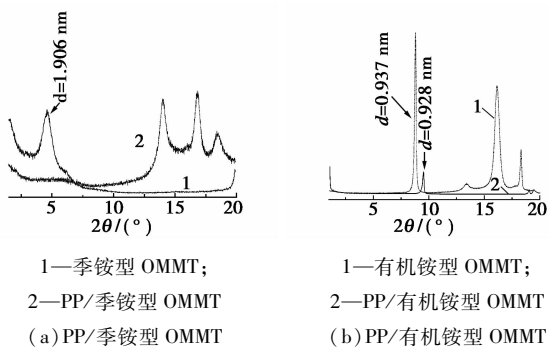 d=1.906 nm
2
1
5 10 15 20
2θ/(°)
1—季铵型 OMMT；
2—PP/季铵型 OMMT
(a)PP/季铵型 OMMT
d=0.937 nm
d=0.928 nm
1
2
5 10 15 20
2θ/(°)
1—有机铵型 OMMT；
2—PP/有机铵型 OMMT
(b)PP/有机铵型 OMMT